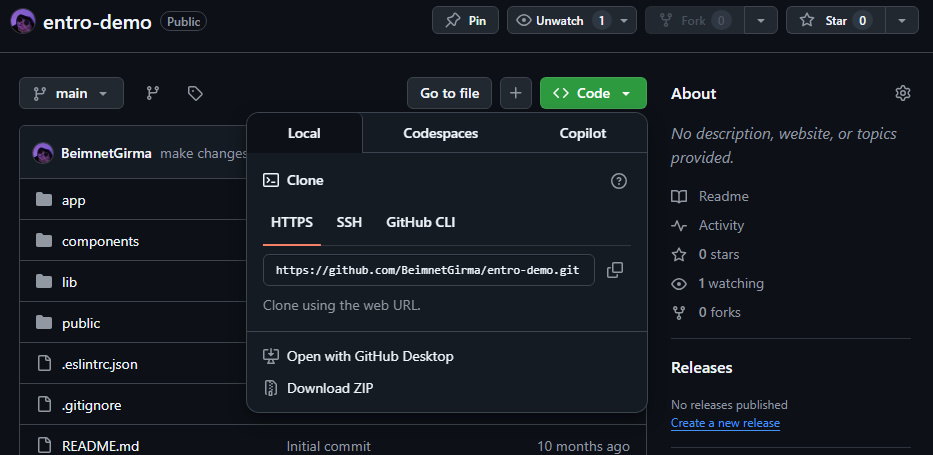 entro-demo Public Pin Unwatch 1 Fork 0 Star 0
main Go to file + Code
About
No description, website, or topics
provided.
Readme
Activity
0 stars
1 watching
0 forks
Releases
No releases published
Create a new release
Local Codespaces Copilot
Clone
HTTPS SSH GitHub CLI
https://github.com/BeimnetGirma/entro-demo.git
Clone using the web URL.
Open with GitHub Desktop
Download ZIP
BeimnetGirma make changes
app
components
lib
public
.eslintrc.json
.gitignore
README.md Initial commit 10 months ago